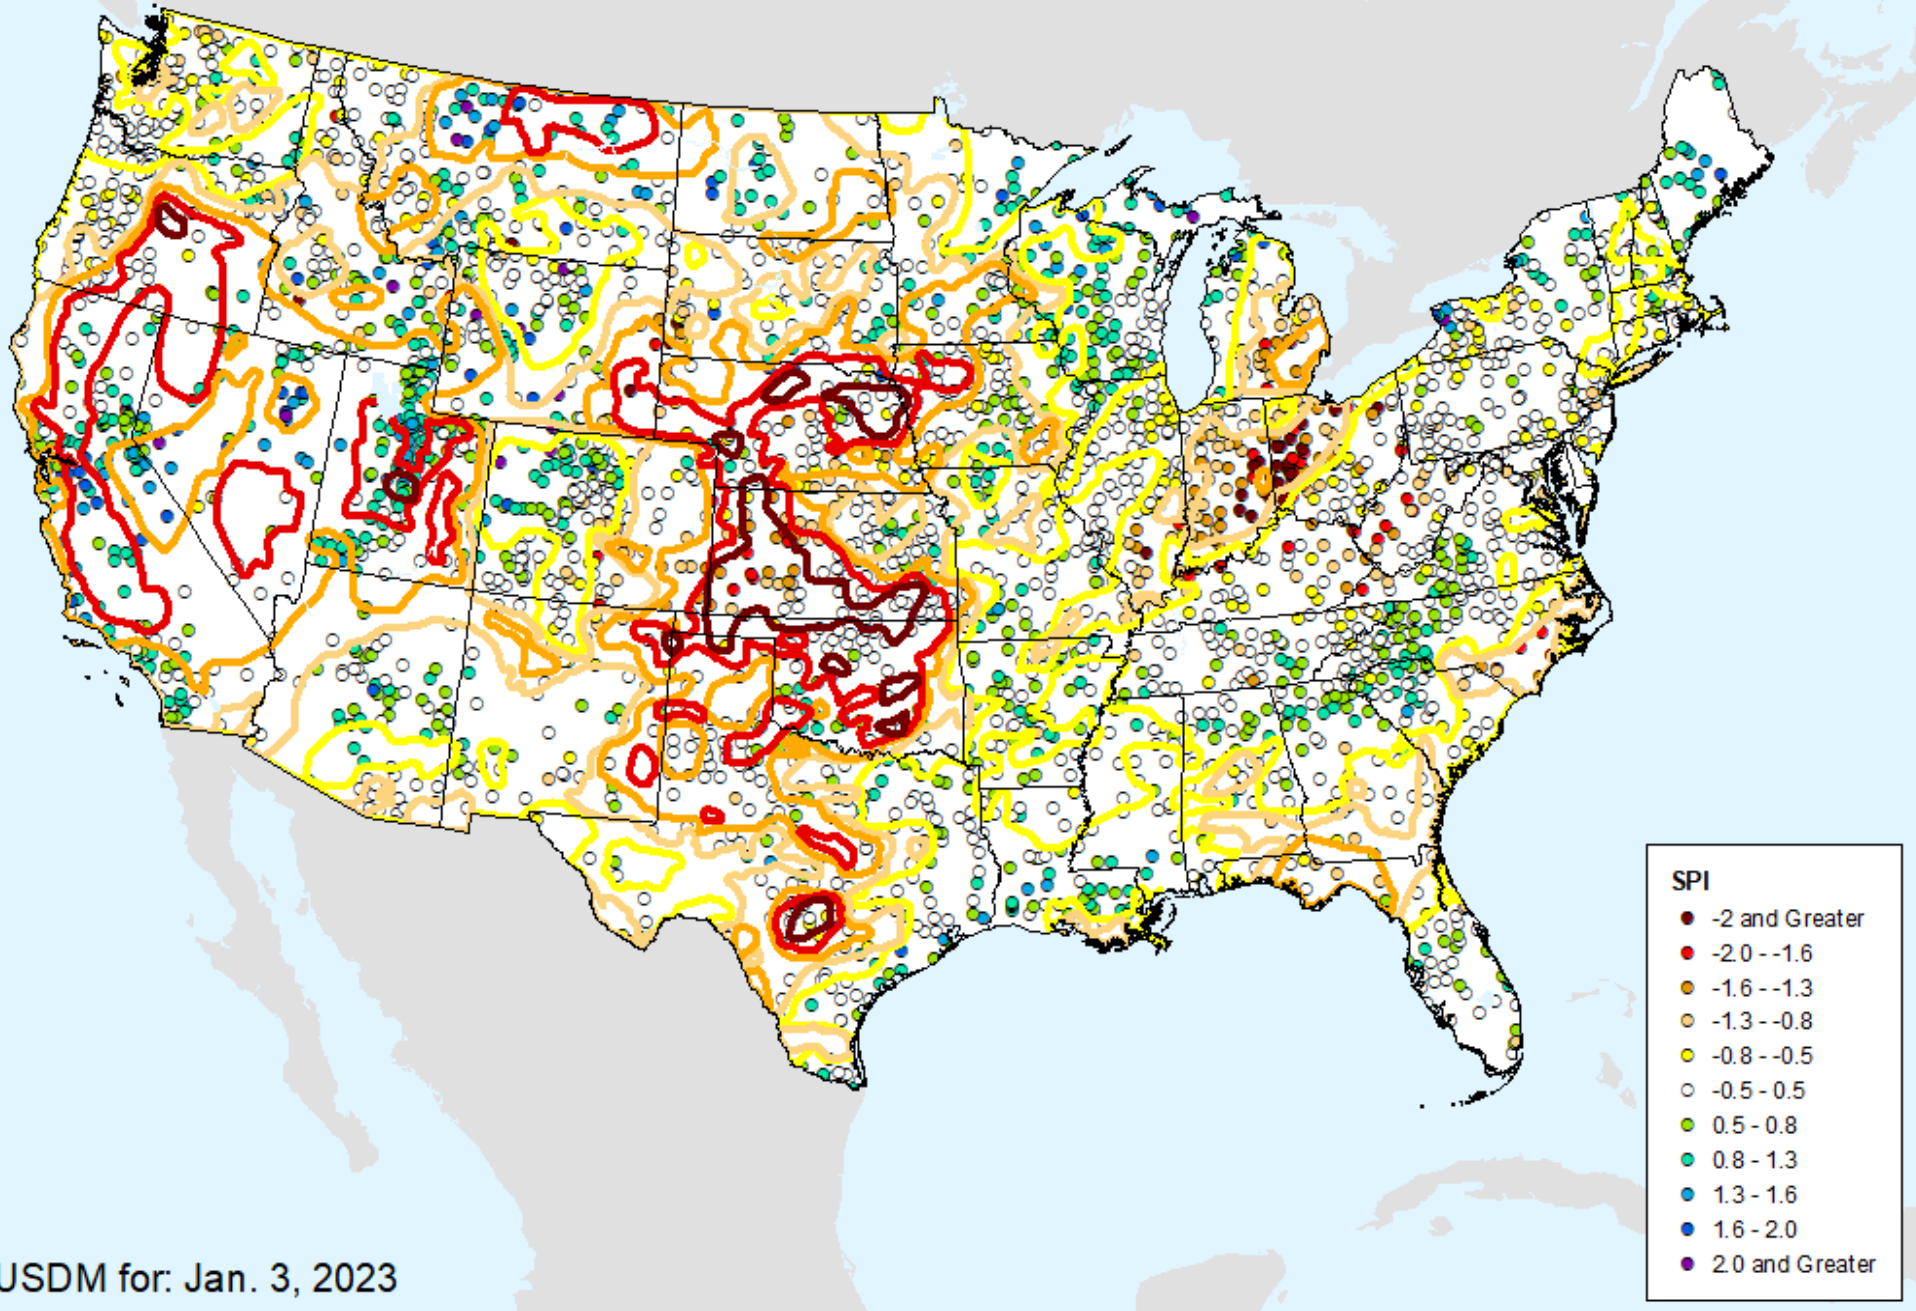 SPI
-2 and Greater
-2.0 - -1.6
-1.6 - -1.3
-1.3 - -0.8
-0.8 - -0.5
-0.5 - 0.5
0.5 - 0.8
0.8 - 1.3
1.3 - 1.6
1.6 - 2.0
2.0 and Greater
USDM for: Jan. 3, 2023